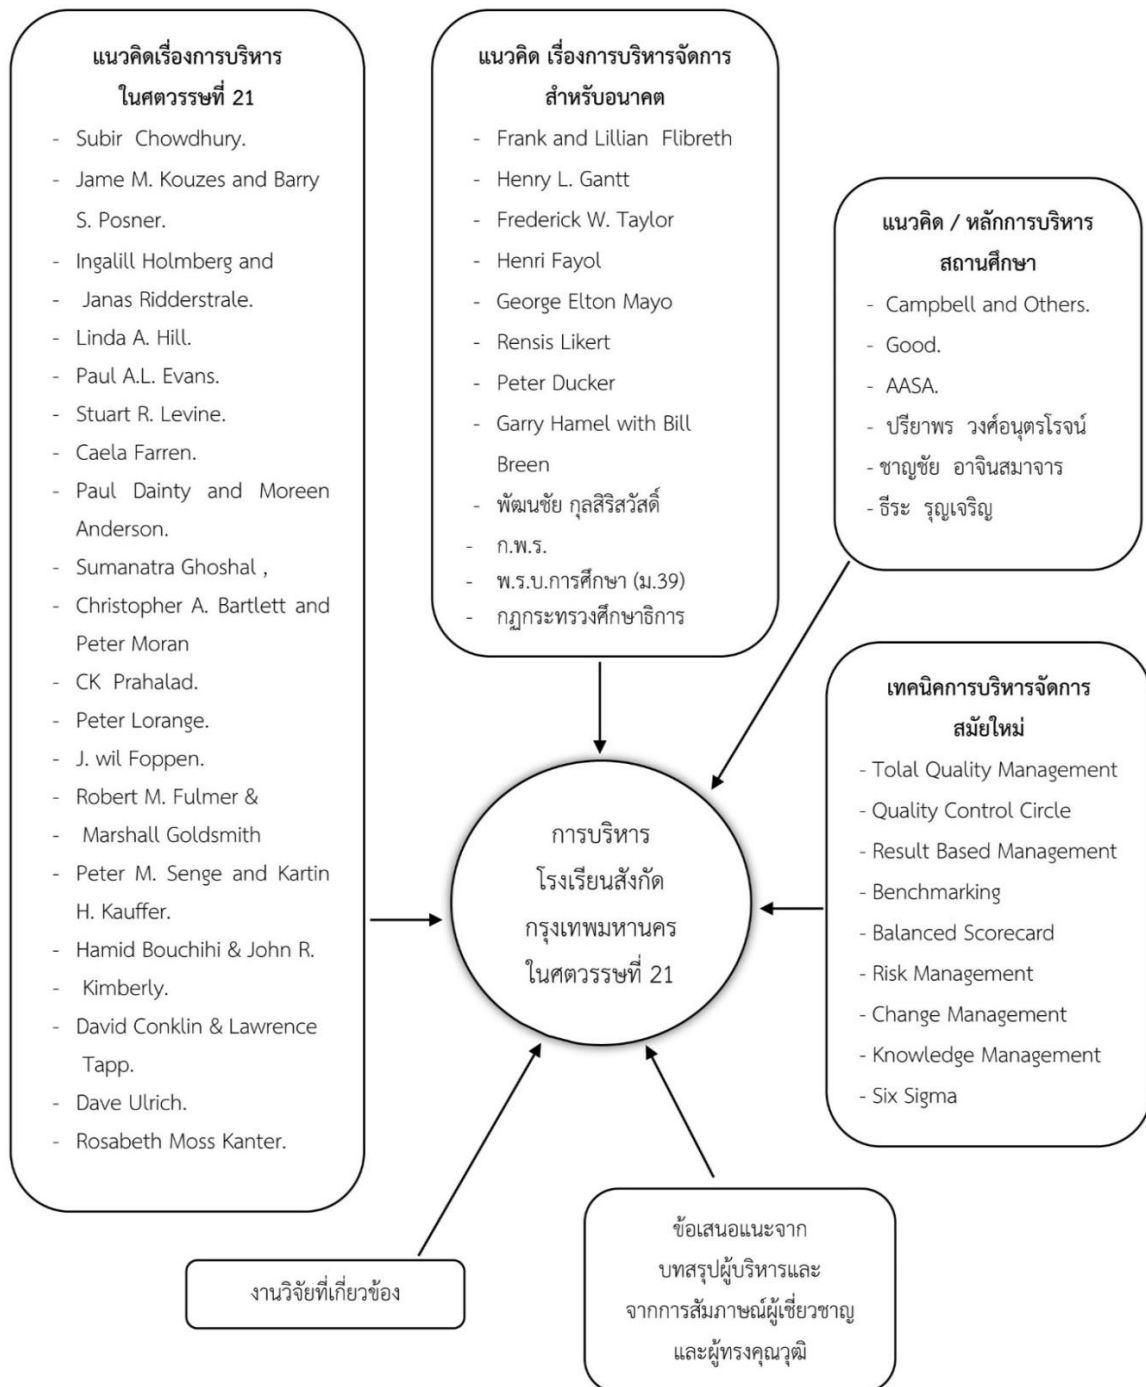 แนวคิดเรื่องการบริหาร
ในศตวรรษที่ 21
- Subir Chowdhury.
- Jame M. Kouzes and Barry
S. Posner.
- Ingalill Holmberg and
- Janas Ridderstrale.
- Linda A. Hill.
- Paul A.L. Evans.
- Stuart R. Levine.
- Caela Farren.
- Paul Dainty and Moreen
Anderson.
- Sumanatra Ghoshal ,
- Christopher A. Bartlett and
Peter Moran
- CK Prahalad.
- Peter Lorange.
- J. wil Foppen.
- Robert M. Fulmer &
- Marshall Goldsmith
- Peter M. Senge and Kartin
H. Kauffer.
- Hamid Bouchihi & John R.
- Kimberly.
- David Conklin & Lawrence
Tapp.
- Dave Ulrich.
- Rosabeth Moss Kanter.
แนวคิด เรื่องการบริหารจัดการ
สำหรับอนาคต
- Frank and Lillian Flibreth
- Henry L. Gantt
- Frederick W. Taylor
- Henri Fayol
- George Elton Mayo
- Rensis Likert
- Peter Ducker
- Garry Hamel with Bill
Breen
- พัฒนชัย กุลสิริสวัสดิ์
- ก.พ.ร.
- พ.ร.บ.การศึกษา (ม.39)
- กฎกระทรวงศึกษาธิการ
แนวคิด / หลักการบริหาร
สถานศึกษา
- Campbell and Others.
- Good.
- AASA.
- ปรียาพร วงศ์อนุตรโรจน์
- ชาญชัย อาจินสมาจาร
- ธีระ รุญเจริญ
เทคนิคการบริหารจัดการ
สมัยใหม่
- Tolal Quality Management
- Quality Control Circle
- Result Based Management
- Benchmarking
- Balanced Scorecard
- Risk Management
- Change Management
- Knowledge Management
- Six Sigma
การบริหาร
โรงเรียนสังกัด
กรุงเทพมหานคร
ในศตวรรษที่ 21
งานวิจัยที่เกี่ยวข้อง
ข้อเสนอแนะจาก
บทสรุปผู้บริหารและ
จากการสัมภาษณ์ผู้เชี่ยวชาญ
และผู้ทรงคุณวุฒิ